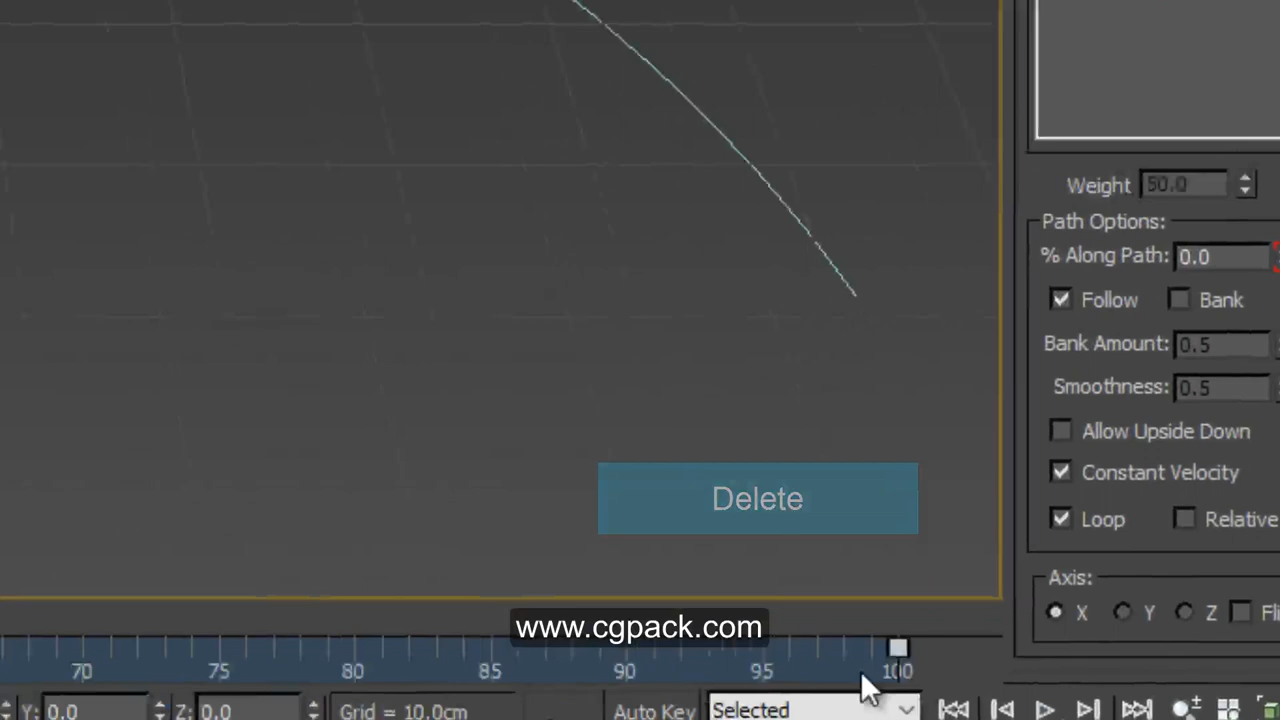 Weight 50.0
Path Options:
% Along Path: 0.0
Follow Bank
Bank Amount: 0.5
Smoothness: 0.5
Allow Upside Down
Constant Velocity
Delete
Loop Relative
Axis:
X Y Z
www.cgpack.com
70 75 80 85 90 95 100
Y: 0.0 Z: 0.0 Grid = 10.0cm Auto Key Selected